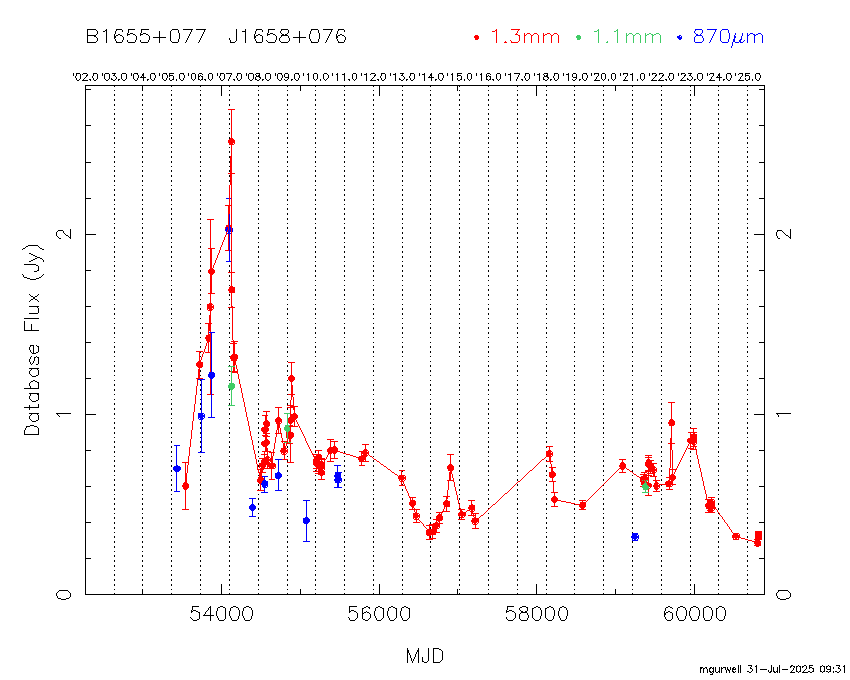 B1655+077 J1658+076 1.3mm 1.1mm 870μm
'02.0 '03.0 '04.0 '05.0 '06.0 '07.0 '08.0 '09.0 '10.0 '11.0 '12.0 '13.0 '14.0 '15.0 '16.0 '17.0 '18.0 '19.0 '20.0 '21.0 '22.0 '23.0 '24.0 '25.0
2 2
Database Flux (Jy)
1 1
0 0
54000 56000 58000 60000
MJD
mgurwell 31-Jul-2025 09:31